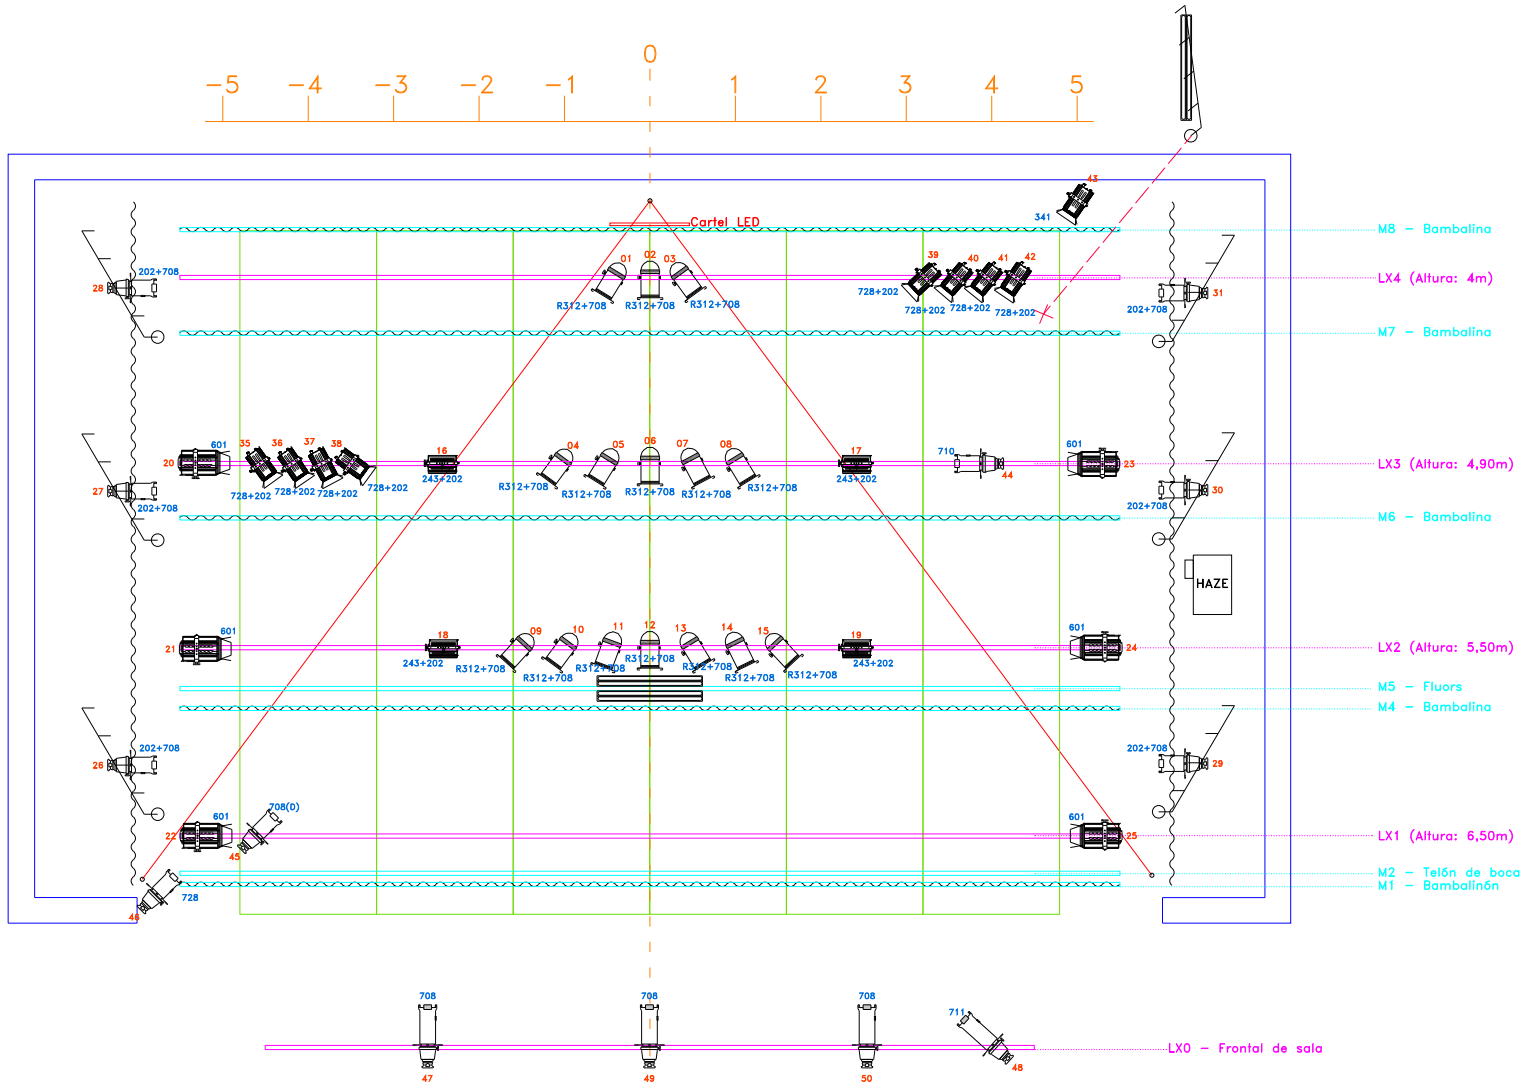 0
-5 -4 -3 -2 -1 1 2 3 4 5
43
341
Cartel LED
M8 - Bambalina
01 02 03
39 40 41 42
202+708
28
R312+708 R312+708 R312+708
728+202
728+202 728+202 728+202
31
202+708
LX4 (Altura: 4m)
M7 - Bambalina
601
20
35 36 37 38
728+202 728+202 728+202 728+202
16
243+202
04 05 06 07 08
R312+708 R312+708 R312+708 R312+708 R312+708
17
243+202
710
44
601
23
LX3 (Altura: 4,90m)
27
202+708
202+708
30
M6 - Bambalina
HAZE
601
21
18
243+202
09 10 11 12 13 14 15
R312+708 R312+708 R312+708 R312+708 R312+708 R312+708 R312+708
19
243+202
601
24
LX2 (Altura: 5,50m)
M5 - Fluors
M4 - Bambalina
202+708
26
202+708
29
601
22
708(D)
45
601
25
LX1 (Altura: 6,50m)
M2 - Telón de boca
M1 - Bambalinón
728
46
708 708 708 711
LX0 - Frontal de sala
47 49 50 48